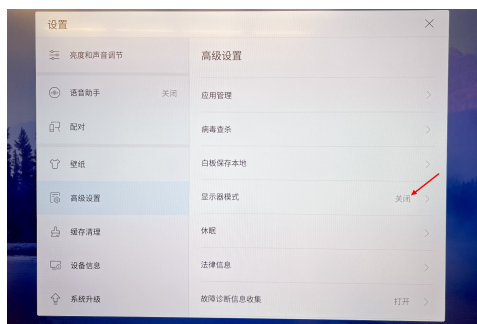 设置
亮度和声音调节
语音助手 关闭
配对
壁纸
高级设置
缓存清理
设备信息
系统升级
高级设置
应用管理
病毒查杀
白板保存本地
显示器模式 关闭
休眠
法律信息
故障诊断信息收集 打开